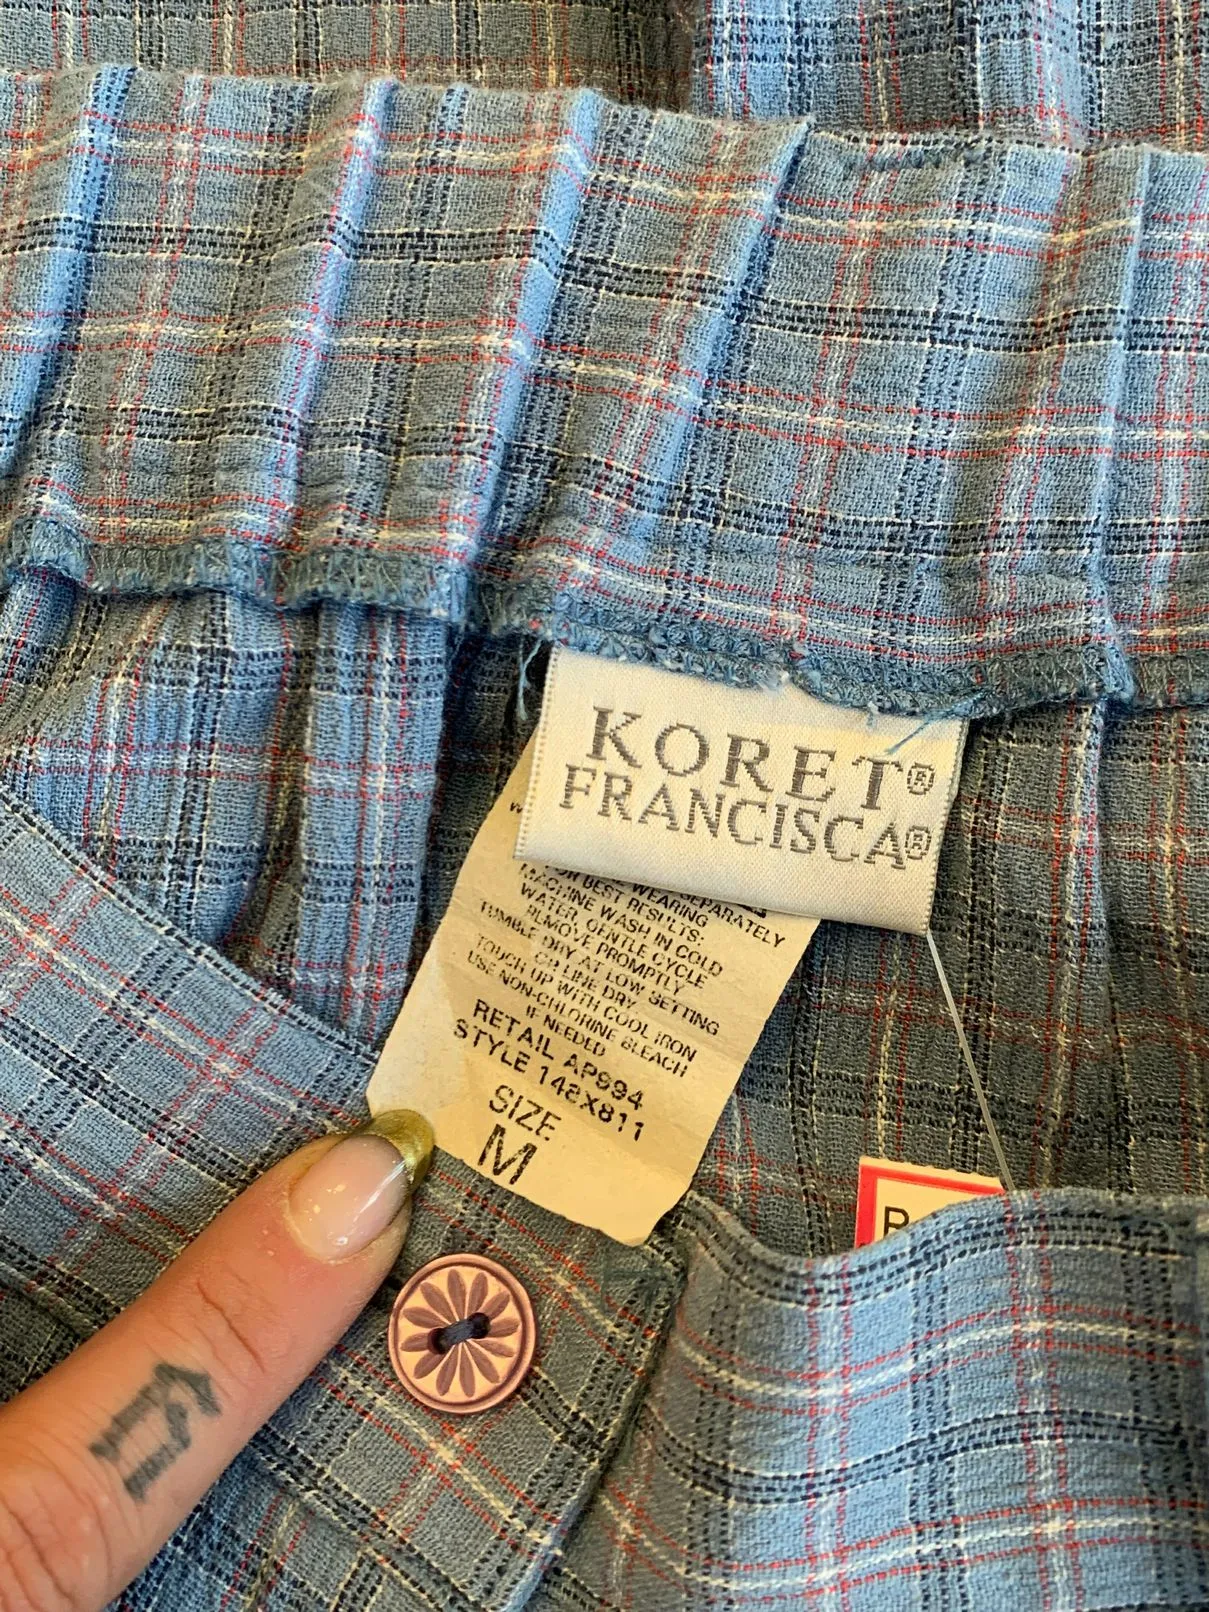 KORET®
FRANCISCA®
W
SEPARATELY
WEARING
FOR BEST RESULTS:
MACHINE WASH IN COLD
WATER, GENTLE CYCLE
REMOVE PROMPTLY
TUMBLE DRY AT LOW SETTING
OR LINE DRY
TOUCH UP WITH COOL IRON
USE NON-CHLORINE BLEACH
IF NEEDED
RETAIL AP994
STYLE 148X811
SIZE
M